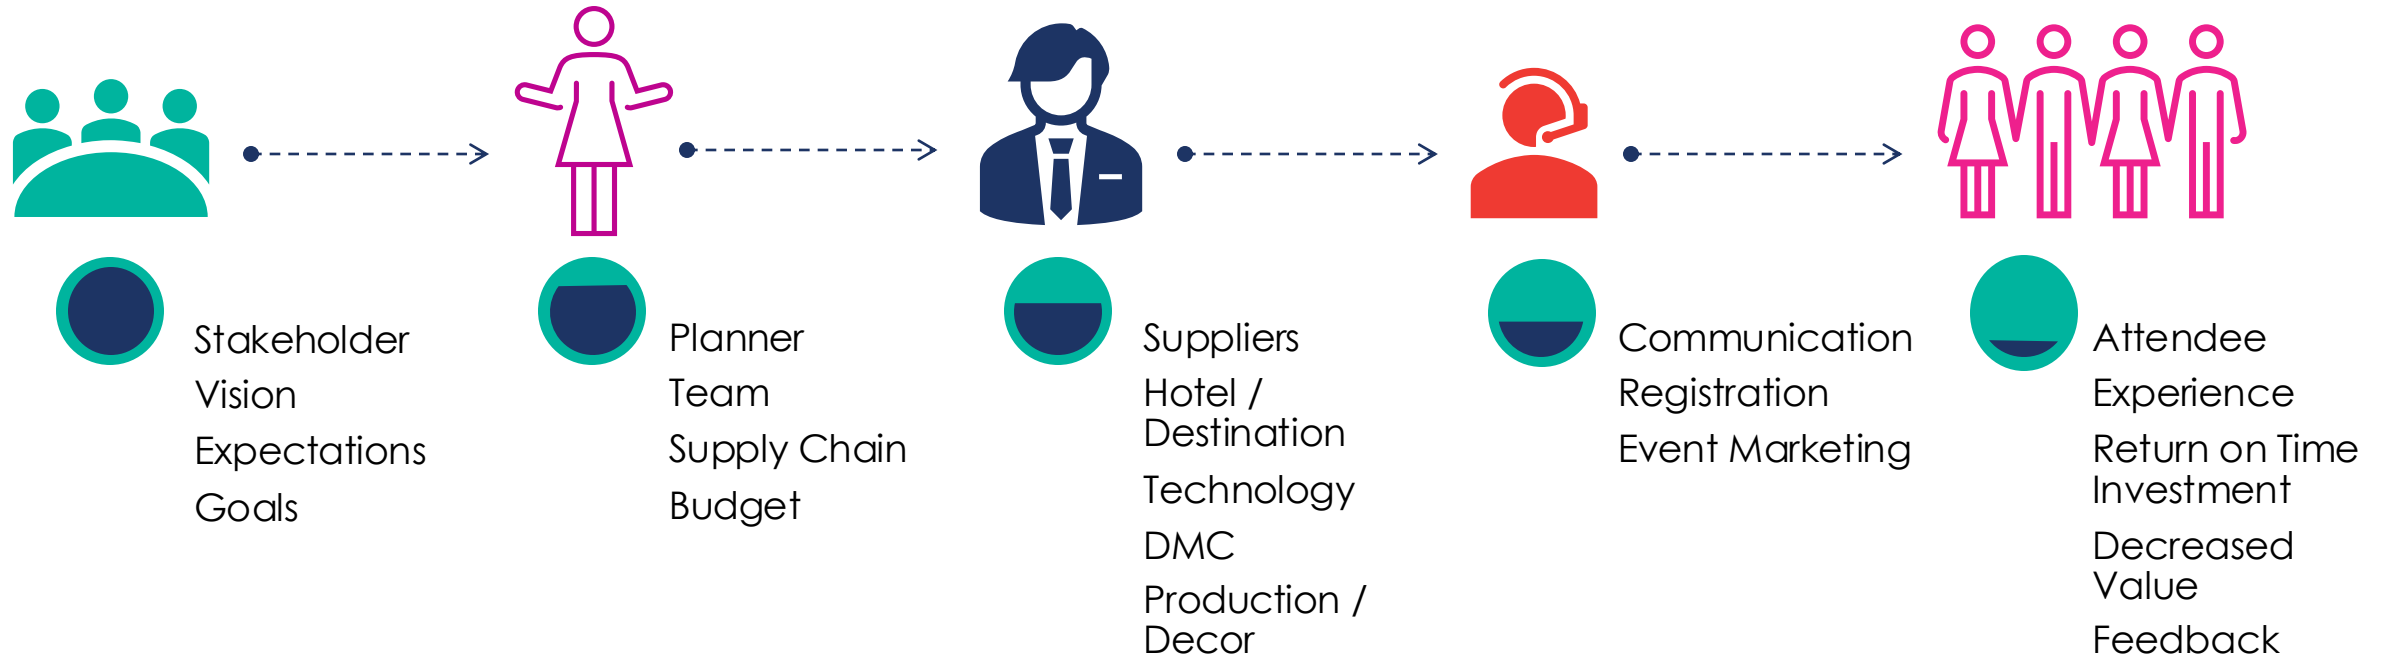 Stakeholder
Vision
Expectations
Goals
Planner
Team
Supply Chain
Budget
Suppliers
Hotel /
Destination
Technology
DMC
Production /
Decor
Communication
Registration
Event Marketing
Attendee
Experience
Return on Time
Investment
Decreased
Value
Feedback